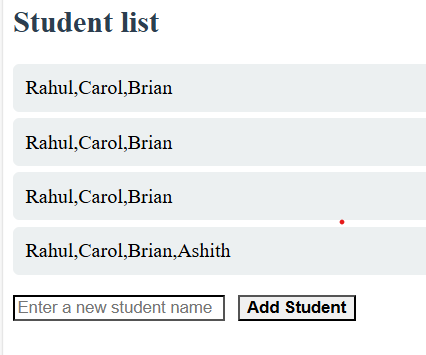 Student list
Rahul,Carol,Brian
Rahul,Carol,Brian
Rahul,Carol,Brian
Rahul,Carol,Brian,Ashith
Enter a new student name Add Student